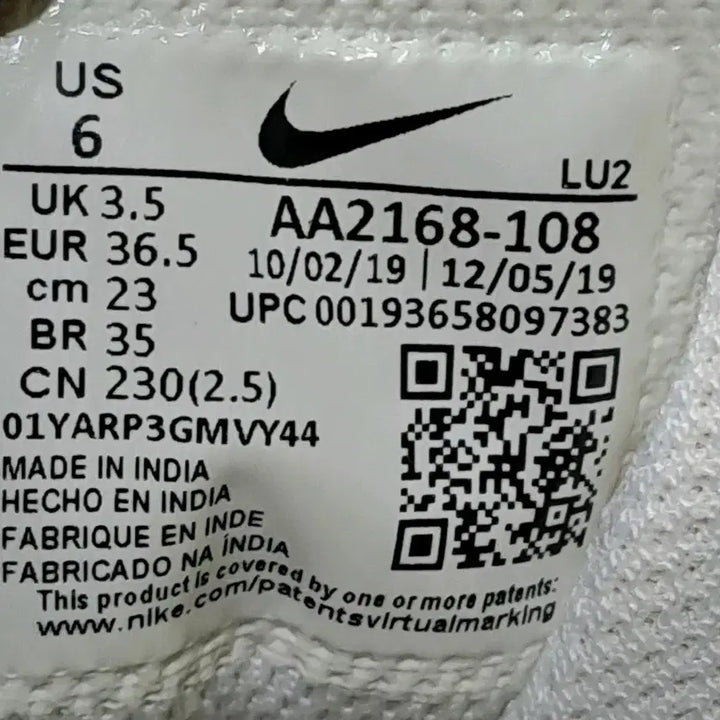 US
6
LU2
UK 3.5
EUR 36.5
cm 23
BR 35
CN 230(2.5)
AA2168-108
10/02/19 | 12/05/19
UPC 00193658097383
01YARP3GMVY44
MADE IN INDIA
HECHO EN INDIA
FABRIQUE EN INDE
FABRICADO NA ÍNDIA
This product is covered by one or more patents:
www.nike.com/patentsvirtualmarking